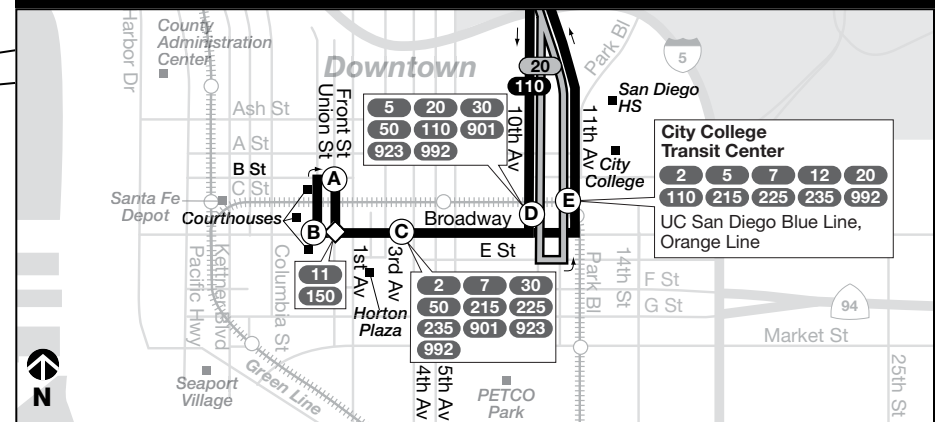 Harbor Dr
County
Administration
Center
Downtown
Park Bl
5
20
110
San Diego
HS
Ash St
Union St
Front St
5 20 30
50 110 901
923 992
10th Av
11th Av
A St
B St
C St
A
City
College
City College
Transit Center
2 5 7 12 20
110 215 225 235 992
UC San Diego Blue Line,
Orange Line
Santa Fe
Depot
Courthouses
B
C
Broadway
D
E
E St
Pacific Hwy
Kettner Blvd
Columbia St
11
150
1st Av
3rd Av
Horton
Plaza
2 7 30
50 215 225
235 901 923
992
Park Bl
14th St
F St
G St
94
Market St
25th St
N
Seaport
Village
Green Line
4th Av
5th Av
PETCO
Park